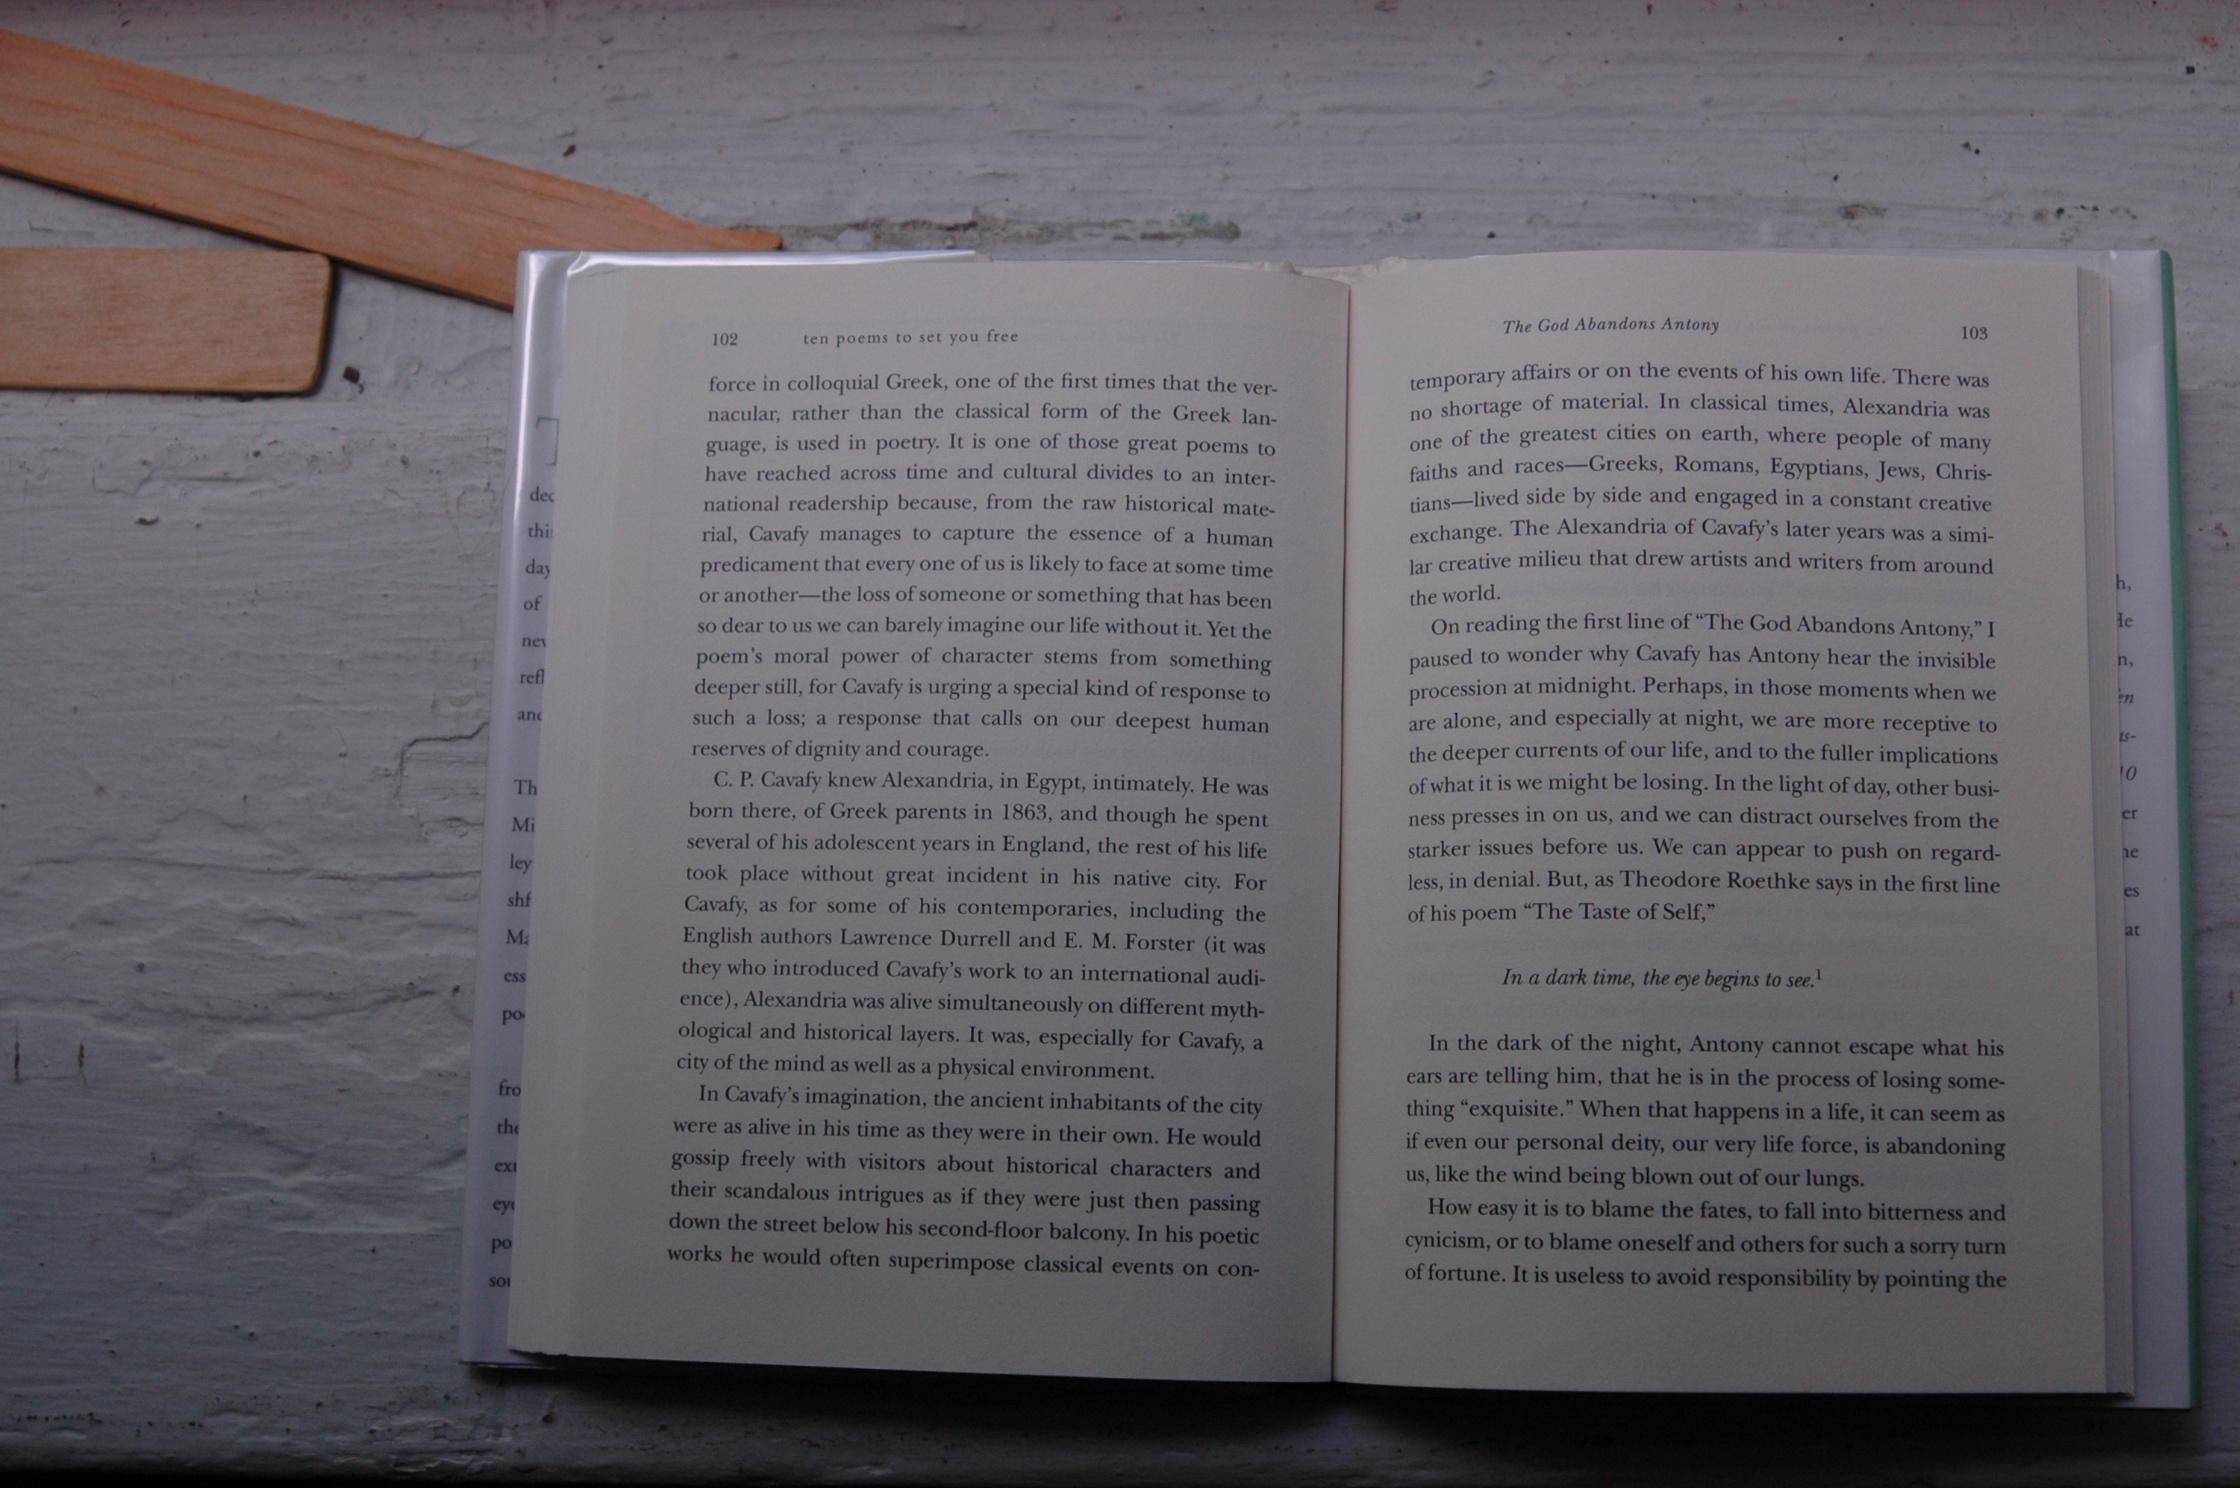 102 ten poems to set you free
force in colloquial Greek, one of the first times that the ver-
nacular, rather than the classical form of the Greek lan-
guage, is used in poetry. It is one of those great poems to
have reached across time and cultural divides to an inter-
national readership because, from the raw historical mate-
rial, Cavafy manages to capture the essence of a human
predicament that every one of us is likely to face at some time
or another—the loss of someone or something that has been
so dear to us we can barely imagine our life without it. Yet the
poem's moral power of character stems from something
deeper still, for Cavafy is urging a special kind of response to
such a loss; a response that calls on our deepest human
reserves of dignity and courage.
C. P. Cavafy knew Alexandria, in Egypt, intimately. He was
born there, of Greek parents in 1863, and though he spent
several of his adolescent years in England, the rest of his life
took place without great incident in his native city. For
Cavafy, as for some of his contemporaries, including the
English authors Lawrence Durrell and E. M. Forster (it was
they who introduced Cavafy's work to an international audi-
ence), Alexandria was alive simultaneously on different myth-
ological and historical layers. It was, especially for Cavafy, a
city of the mind as well as a physical environment.
In Cavafy's imagination, the ancient inhabitants of the city
were as alive in his time as they were in their own. He would
gossip freely with visitors about historical characters and
their scandalous intrigues as if they were just then passing
down the street below his second-floor balcony. In his poetic
works he would often superimpose classical events on con-
The God Abandons Antony 103
temporary affairs or on the events of his own life. There was
no shortage of material. In classical times, Alexandria was
one of the greatest cities on earth, where people of many
faiths and races—Greeks, Romans, Egyptians, Jews, Chris-
tians—lived side by side and engaged in a constant creative
exchange. The Alexandria of Cavafy's later years was a simi-
lar creative milieu that drew artists and writers from around
the world.
On reading the first line of "The God Abandons Antony," I
paused to wonder why Cavafy has Antony hear the invisible
procession at midnight. Perhaps, in those moments when we
are alone, and especially at night, we are more receptive to
the deeper currents of our life, and to the fuller implications
of what it is we might be losing. In the light of day, other busi-
ness presses in on us, and we can distract ourselves from the
starker issues before us. We can appear to push on regard-
less, in denial. But, as Theodore Roethke says in the first line
of his poem "The Taste of Self,"
In a dark time, the eye begins to see.¹
In the dark of the night, Antony cannot escape what his
ears are telling him, that he is in the process of losing some-
thing "exquisite." When that happens in a life, it can seem as
if even our personal deity, our very life force, is abandoning
us, like the wind being blown out of our lungs.
How easy it is to blame the fates, to fall into bitterness and
cynicism, or to blame oneself and others for such a sorry turn
of fortune. It is useless to avoid responsibility by pointing the